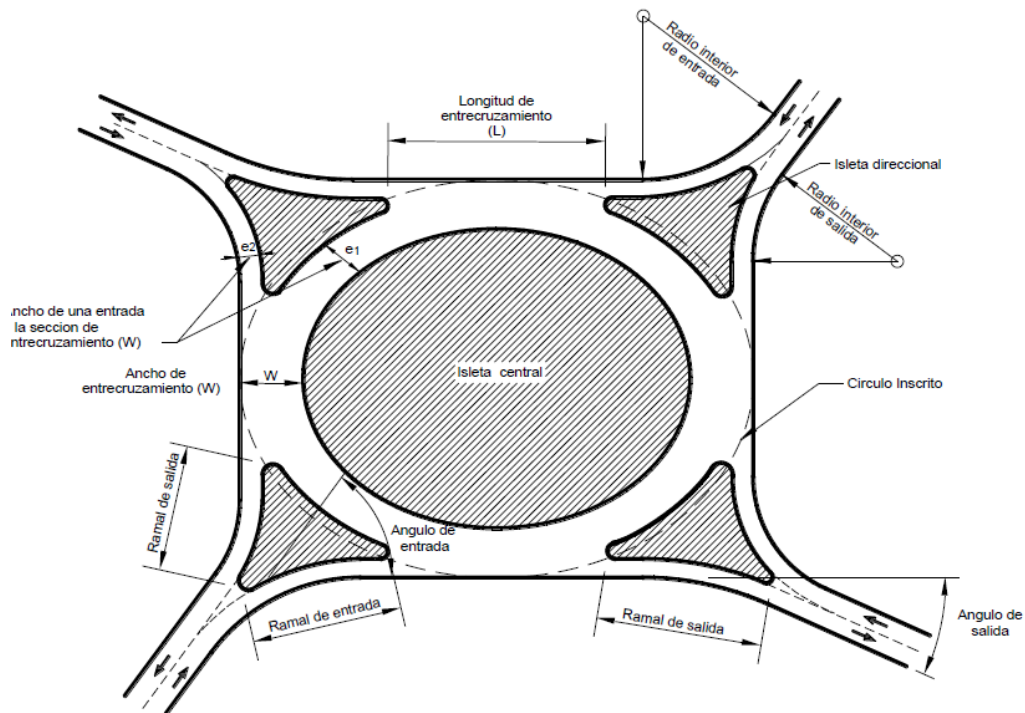 Radio interior
de entrada
Longitud de
entrecruzamiento
(L)
Isleta direccional
Radio interior
de salida
e2
e1
ncho de una entrada
la seccion de
ntrecruzamiento (W)
Isleta central
Ancho de
entrecruzamiento (W)
W
Circulo Inscrito
Ramal de salida
Angulo de
entrada
Ramal de entrada
Ramal de salida
Angulo de
salida